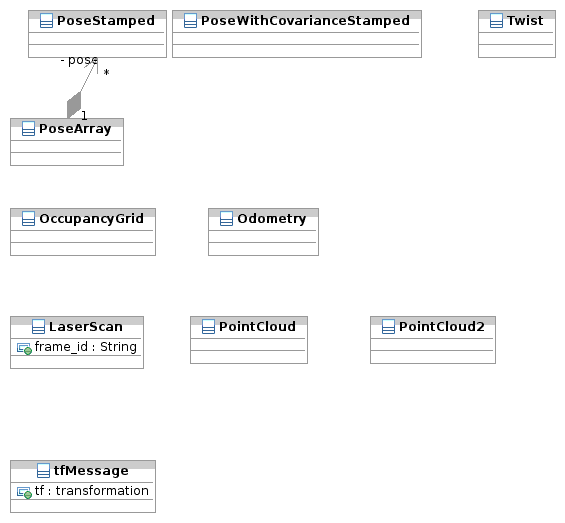 PoseStamped
PoseWithCovarianceStamped
Twist
- pose
*
1
PoseArray
OccupancyGrid
Odometry
LaserScan
PointCloud
PointCloud2
frame_id : String
tfMessage
tf : transformation